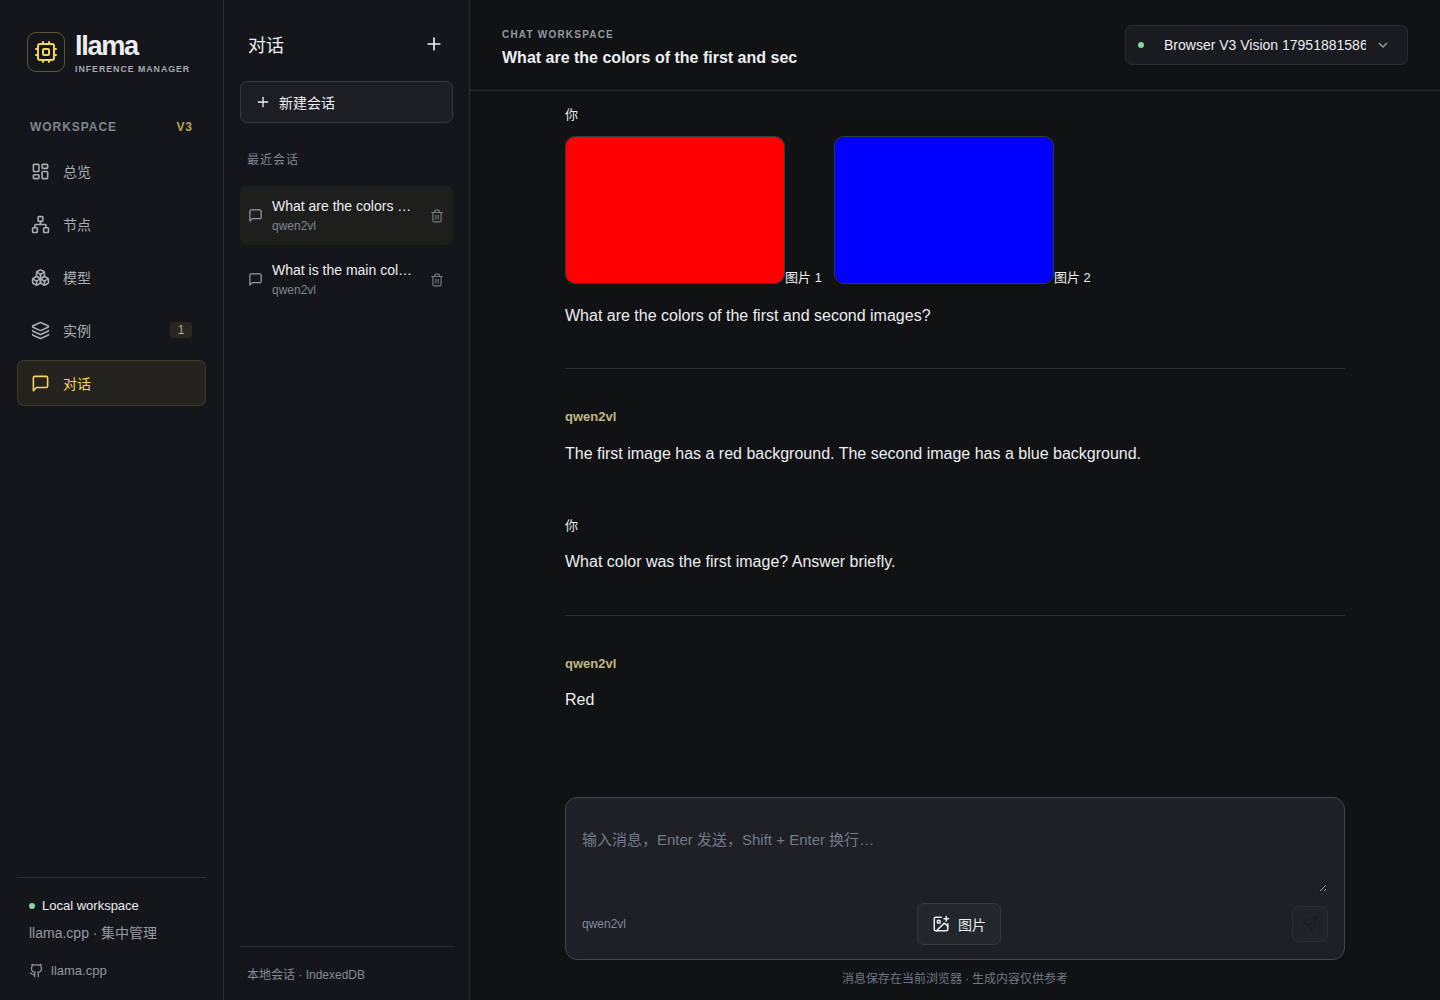 llama
INFERENCE MANAGER
WORKSPACE V3
总览
节点
模型
实例 1
对话
Local workspace
llama.cpp · 集中管理
llama.cpp
对话
新建会话
最近会话
What are the colors …
qwen2vl
What is the main col…
qwen2vl
本地会话 · IndexedDB
CHAT WORKSPACE
What are the colors of the first and sec
Browser V3 Vision 17951881586
你
图片 1 图片 2
What are the colors of the first and second images?
qwen2vl
The first image has a red background. The second image has a blue background.
你
What color was the first image? Answer briefly.
qwen2vl
Red
输入消息，Enter 发送，Shift + Enter 换行…
qwen2vl 图片
消息保存在当前浏览器 · 生成内容仅供参考